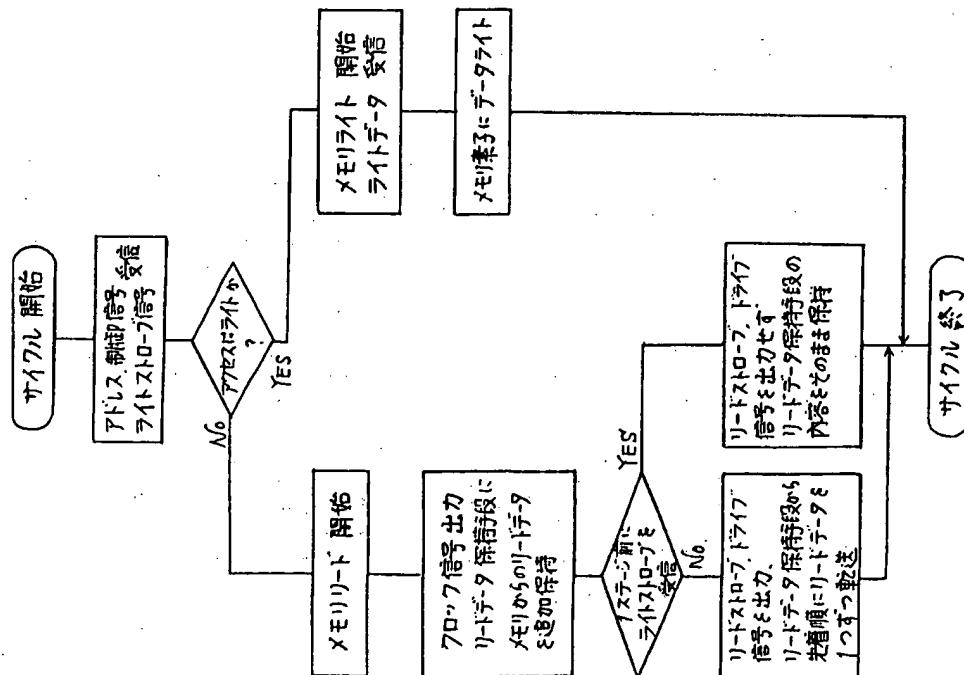 サイクル 開始
アドレス 制御信号 受信
ライトストローブ信号
アクセスはライトか
?
No
YES
メモリリード 開始
メモリライト 開始
ライトデータ 受信
クロック信号 出力
リードデータ保持手段に
メモリからのリードデータ
を追加保持
メモリ素子にデータライト
1ステージ前に
ライトストローブを
受信
YES
No
リードストローブ、ドライブ
信号を出力、
リードデータ保持手段から
先着順にリードデータを
1つずつ転送
リードストローブ、ドライブ
信号を出力せず
リードデータ保持手段の
内容をそのまま保持
サイクル 終了